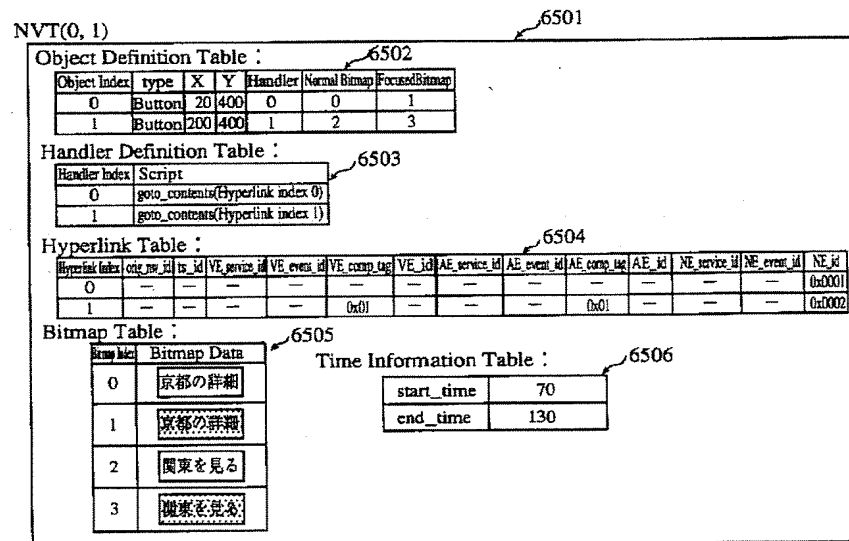 NVT(0, 1)
6501
Object Definition Table :
6502
Object Index type X Y Handler Normal Bitmap FocusedBitmap
0 Button 20 400 0 0 1
1 Button 200 400 1 2 3
Handler Definition Table :
6503
Handler Index Script
0 goto_contents(Hyperlink index 0)
1 goto_contents(Hyperlink index 1)
Hyperlink Table :
6504
Hyperlink Index orig_nw_id ts_id VE_service_id VE_event_id VE_comp_tag VE_id AE_service_id AE_event_id AE_comp_tag AE_id NE_service_id NE_event_id NE_id
0 — — — — — — — — — — — — 0x0001
1 — — — — 0x01 — — — 0x01 — — — 0x0002
Bitmap Table :
6505
Bitmap Index Bitmap Data
0 京都の詳細
1 京都の詳細
2 関東を見る
3 関東を見る
Time Information Table :
6506
start_time 70
end_time 130